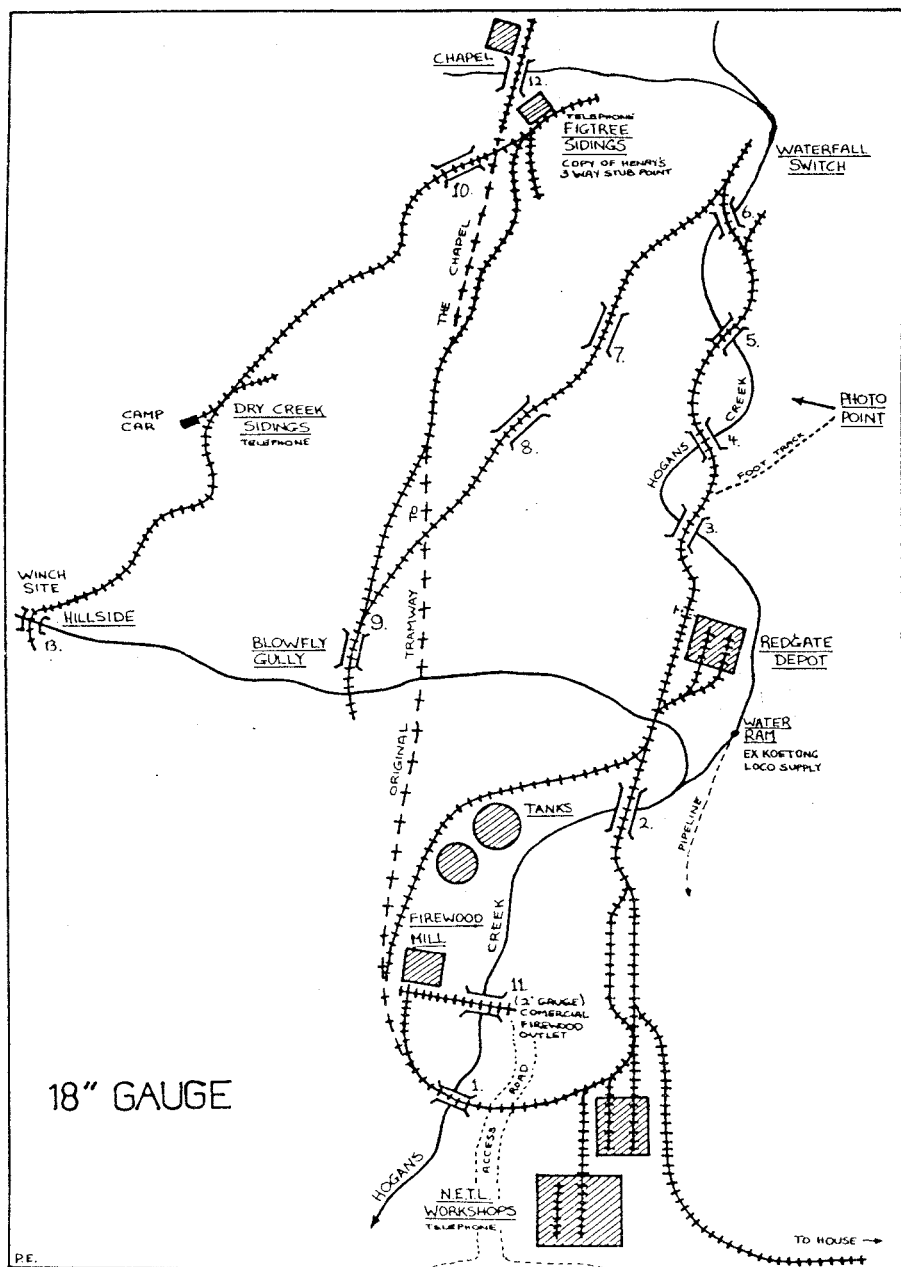 CHAPEL
12.
TELEPHONE
FIGTREE
SIDINGS
COPY OF HENRY'S
3 WAY STUB POINT
WATERFALL
SWITCH
10.
6.
THE CHAPEL
7.
5.
CAMP
CAR
DRY CREEK
SIDINGS
TELEPHONE
8.
HOGANS CREEK
4.
PHOTO
POINT
FOOT TRACK
TO
3.
WINCH
SITE
HILLSIDE
13.
9.
BLOWFLY
GULLY
TRAMWAY
T.
REDGATE
DEPOT
ORIGINAL
WATER
RAM
EX KOETONG
LOCO SUPPLY
TANKS
2.
PIPELINE
FIREWOOD
MILL
CREEK
11.
(2' GAUGE)
COMERCIAL
FIREWOOD
OUTLET
18" GAUGE
1.
ACCESS ROAD
HOGANS
N.E.T.L.
WORKSHOPS
TELEPHONE
TO HOUSE
P.E.